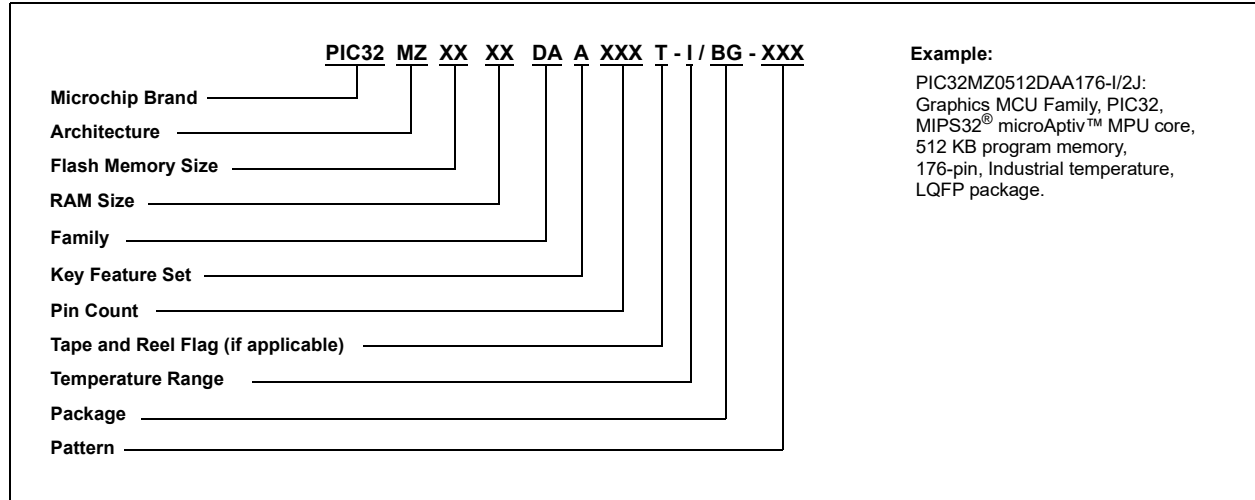 PIC32 MZ XX XX DA A XXX T - I / BG - XXX
Microchip Brand
Architecture
Flash Memory Size
RAM Size
Family
Key Feature Set
Pin Count
Tape and Reel Flag (if applicable)
Temperature Range
Package
Pattern
Example:
PIC32MZ0512DAA176-I/2J:
Graphics MCU Family, PIC32,
MIPS32® microAptiv™ MPU core,
512 KB program memory,
176-pin, Industrial temperature,
LQFP package.